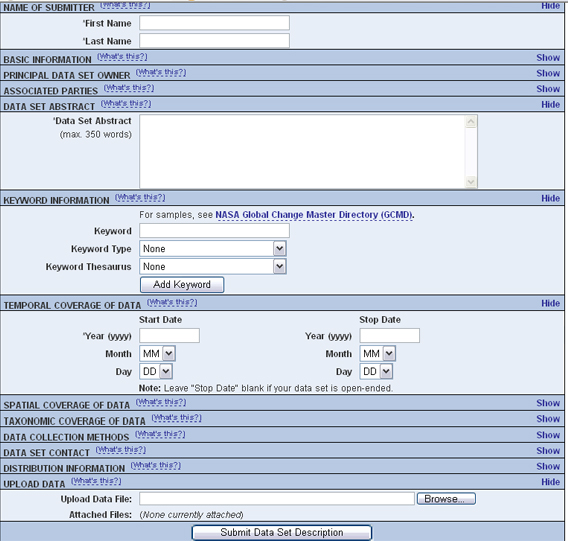 NAME OF SUBMITTER (What's this?) Hide
*First Name
*Last Name
BASIC INFORMATION (What's this?) Show
PRINCIPAL DATA SET OWNER (What's this?) Show
ASSOCIATED PARTIES (What's this?) Show
DATA SET ABSTRACT (What's this?) Hide
*Data Set Abstract
(max. 350 words)
KEYWORD INFORMATION (What's this?) Hide
For samples, see NASA Global Change Master Directory (GCMD).
Keyword
Keyword Type None
Keyword Thesaurus None
Add Keyword
TEMPORAL COVERAGE OF DATA (What's this?) Hide
Start Date Stop Date
*Year (yyyy) Year (yyyy)
Month MM Month MM
Day DD Day DD
Note: Leave "Stop Date" blank if your data set is open-ended.
SPATIAL COVERAGE OF DATA (What's this?) Show
TAXONOMIC COVERAGE OF DATA (What's this?) Show
DATA COLLECTION METHODS (What's this?) Show
DATA SET CONTACT (What's this?) Show
DISTRIBUTION INFORMATION (What's this?) Show
UPLOAD DATA (What's this?) Hide
Upload Data File: Browse...
Attached Files: (None currently attached)
Submit Data Set Description